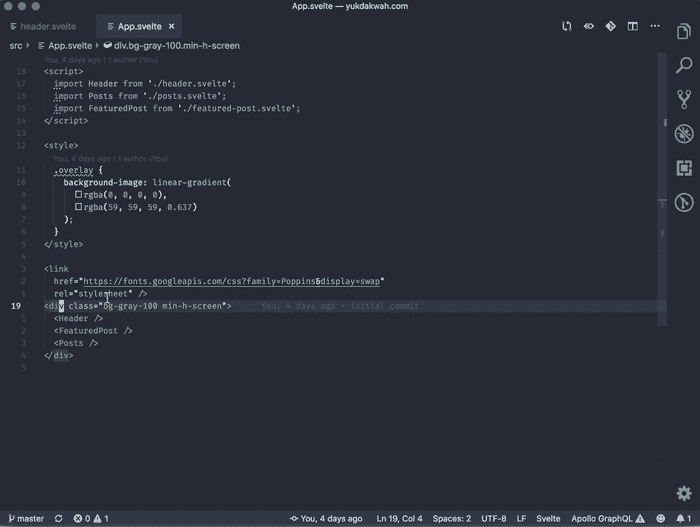 App.svelte — yukdakwah.com
header.svelte App.svelte ×
src › App.svelte › div.bg-gray-100.min-h-screen
You, 4 days ago | 1 author (You)
18 <script>
17 import Header from './header.svelte';
16 import Posts from './posts.svelte';
15 import FeaturedPost from './featured-post.svelte';
14 </script>
13
12 <style>
You, 4 days ago | 1 author (You)
11 .overlay {
10 background-image: linear-gradient(
9 rgba(0, 0, 0, 0),
8 rgba(59, 59, 59, 0.637)
7 );
6 }
5 </style>
4
3 <link
2 href="https://fonts.googleapis.com/css?family=Poppins&display=swap"
1 rel="stylesheet" />
19 <div class="bg-gray-100 min-h-screen"> You, 4 days ago • initial commit
1 <Header />
2 <FeaturedPost />
3 <Posts />
4 </div>
5
master 0 1 You, 4 days ago Ln 19, Col 4 Spaces: 2 UTF-8 LF Svelte Apollo GraphQL 1